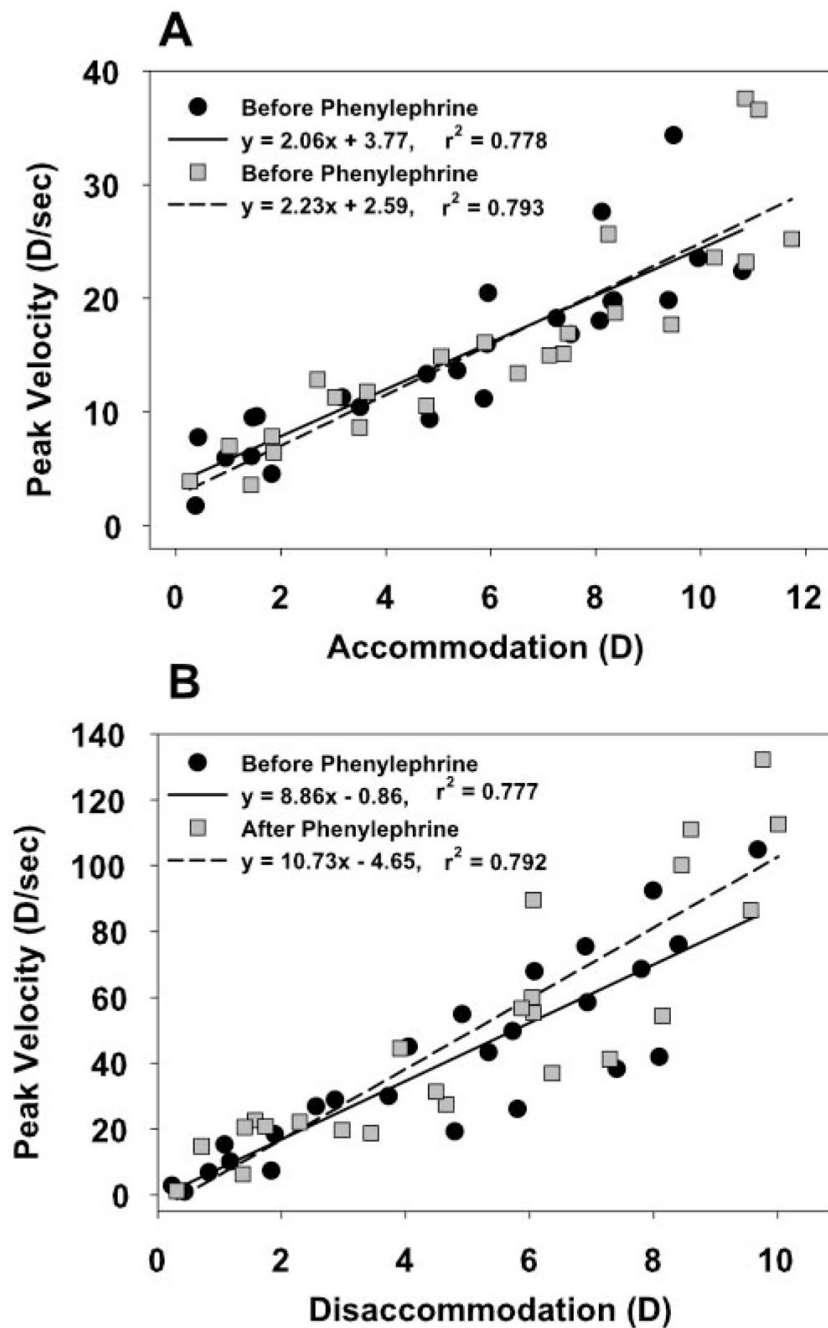 A
40
30
20
10
0
Peak Velocity (D/sec)
Before Phenylephrine
y = 2.06x + 3.77, r² = 0.778
Before Phenylephrine
y = 2.23x + 2.59, r² = 0.793
0 2 4 6 8 10 12
Accommodation (D)
B
140
120
100
80
60
40
20
0
Peak Velocity (D/sec)
Before Phenylephrine
y = 8.86x - 0.86, r² = 0.777
After Phenylephrine
y = 10.73x - 4.65, r² = 0.792
0 2 4 6 8 10
Disaccommodation (D)